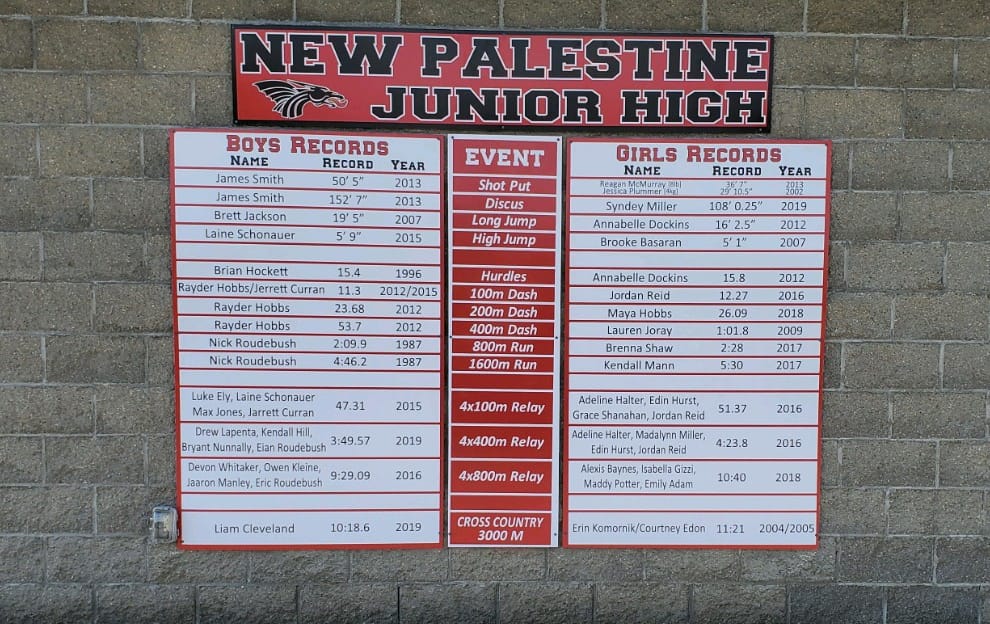 NEW PALESTINE
JUNIOR HIGH
BOYS RECORDS
NAME RECORD YEAR
James Smith 50' 5" 2013
James Smith 152' 7" 2013
Brett Jackson 19' 5" 2007
Laine Schonauer 5' 9" 2015
Brian Hockett 15.4 1996
Rayder Hobbs/Jerrett Curran 11.3 2012/2015
Rayder Hobbs 23.68 2012
Rayder Hobbs 53.7 2012
Nick Roudebush 2:09.9 1987
Nick Roudebush 4:46.2 1987
Luke Ely, Laine Schonauer
Max Jones, Jarrett Curran 47.31 2015
Drew Lapenta, Kendall Hill,
Bryant Nunnally, Eian Roudebush 3:49.57 2019
Devon Whitaker, Owen Kleine,
Jaaron Manley, Eric Roudebush 9:29.09 2016
Liam Cleveland 10:18.6 2019
EVENT
Shot Put
Discus
Long Jump
High Jump
Hurdles
100m Dash
200m Dash
400m Dash
800m Run
1600m Run
4x100m Relay
4x400m Relay
4x800m Relay
CROSS COUNTRY
3000 M
GIRLS RECORDS
NAME RECORD YEAR
Reagan McMurray (6lb) 36' 7" 2013
Jessica Plummer (4kg) 29' 10.5" 2002
Syndey Miller 108' 0.25" 2019
Annabelle Dockins 16' 2.5" 2012
Brooke Basaran 5' 1" 2007
Annabelle Dockins 15.8 2012
Jordan Reid 12.27 2016
Maya Hobbs 26.09 2018
Lauren Joray 1:01.8 2009
Brenna Shaw 2:28 2017
Kendall Mann 5:30 2017
Adeline Halter, Edin Hurst,
Grace Shanahan, Jordan Reid 51.37 2016
Adeline Halter, Madalynn Miller,
Edin Hurst, Jordan Reid 4:23.8 2016
Alexis Baynes, Isabella Gizzi,
Maddy Potter, Emily Adam 10:40 2018
Erin Komornik/Courtney Edon 11:21 2004/2005